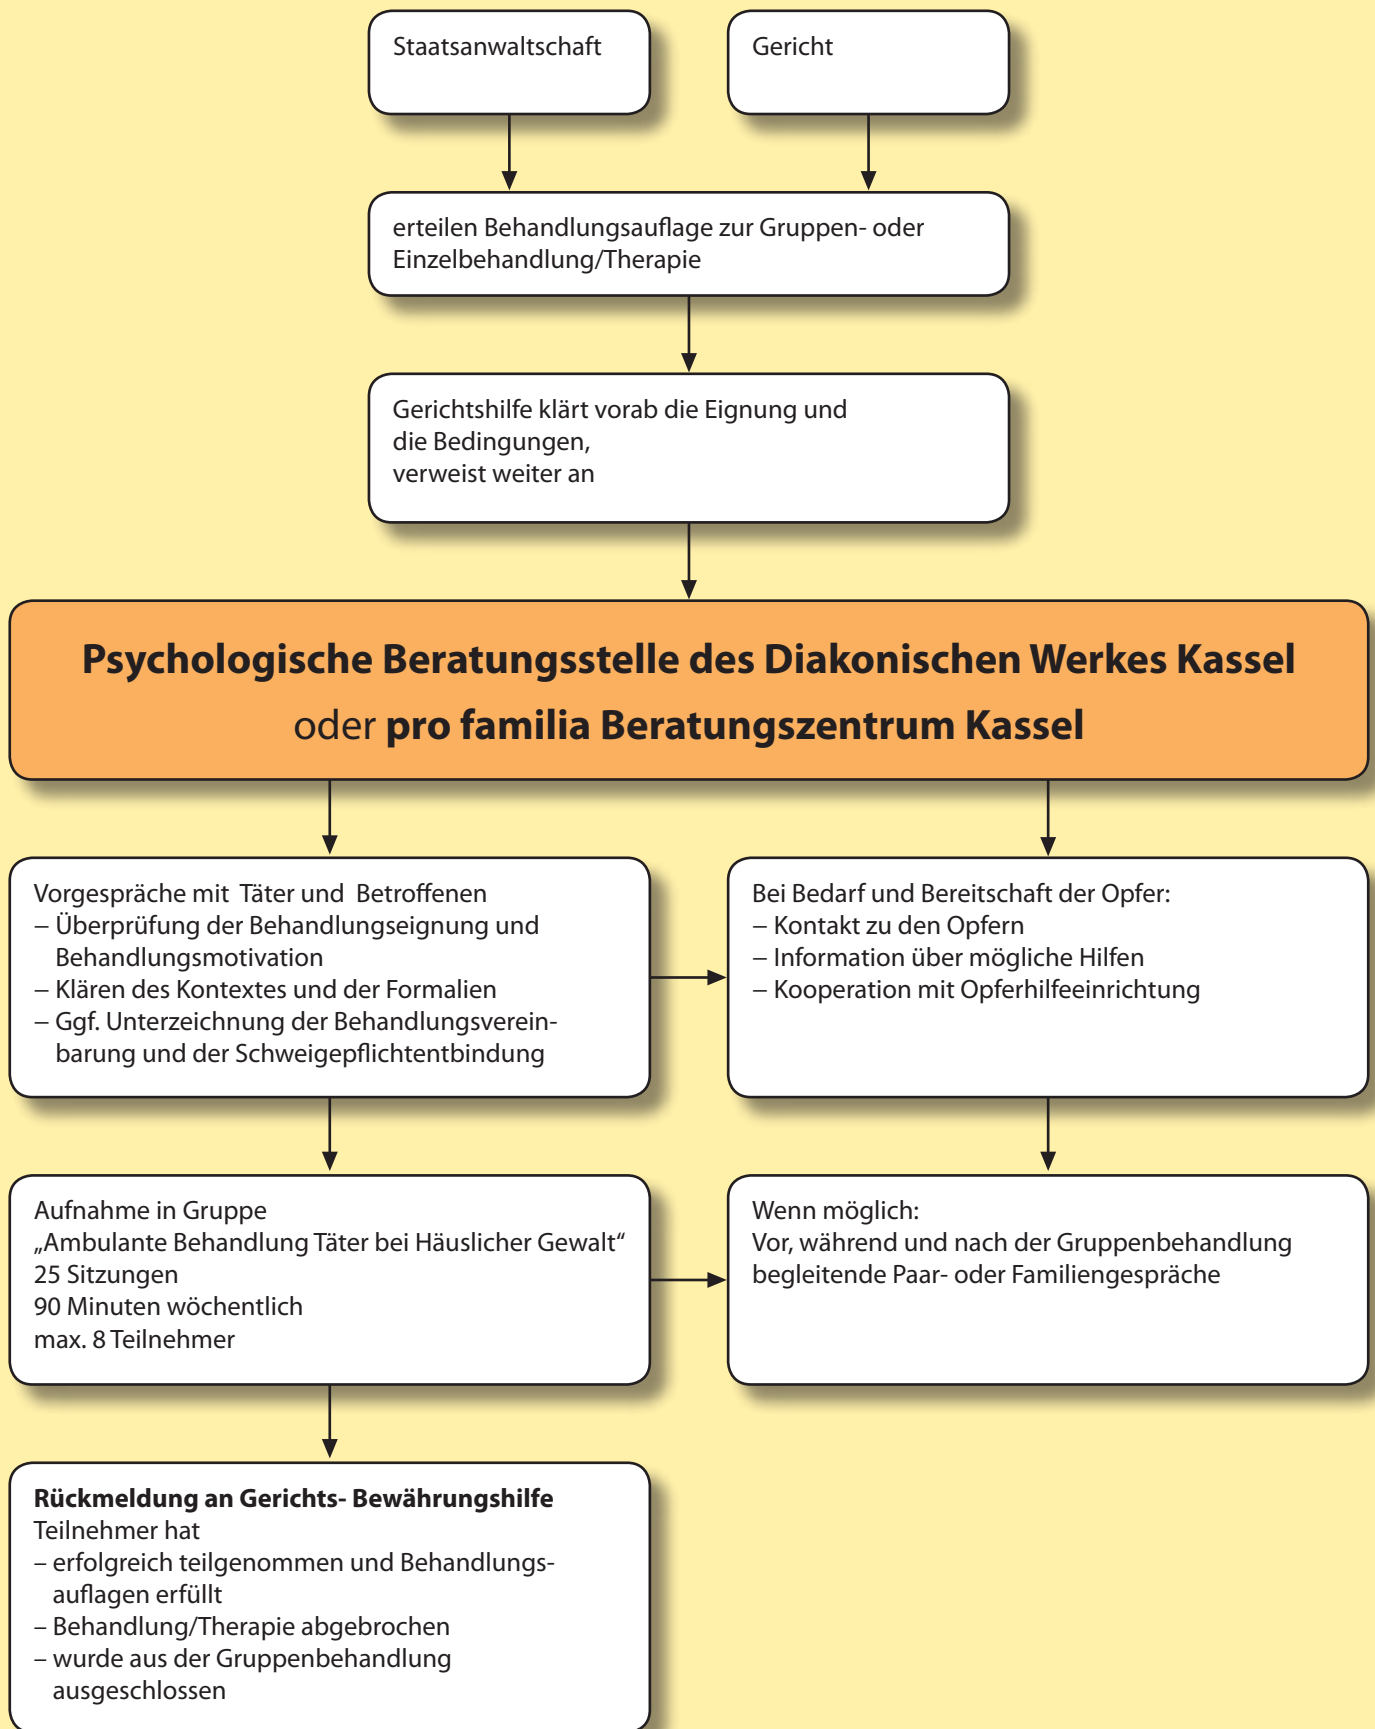 Staatsanwaltschaft
Gericht
erteilen Behandlungsauflage zur Gruppen- oder
Einzelbehandlung/Therapie
Gerichtshilfe klärt vorab die Eignung und
die Bedingungen,
verweist weiter an
Psychologische Beratungsstelle des Diakonischen Werkes Kassel
oder pro familia Beratungszentrum Kassel
Vorgespräche mit Täter und Betroffenen
– Überprüfung der Behandlungseignung und
Behandlungsmotivation
– Klären des Kontextes und der Formalien
– Ggf. Unterzeichnung der Behandlungsverein-
barung und der Schweigepflichtentbindung
Bei Bedarf und Bereitschaft der Opfer:
– Kontakt zu den Opfern
– Information über mögliche Hilfen
– Kooperation mit Opferhilfeeinrichtung
Aufnahme in Gruppe
„Ambulante Behandlung Täter bei Häuslicher Gewalt“
25 Sitzungen
90 Minuten wöchentlich
max. 8 Teilnehmer
Wenn möglich:
Vor, während und nach der Gruppenbehandlung
begleitende Paar- oder Familiengespräche
Rückmeldung an Gerichts- Bewährungshilfe
Teilnehmer hat
– erfolgreich teilgenommen und Behandlungs-
auflagen erfüllt
– Behandlung/Therapie abgebrochen
– wurde aus der Gruppenbehandlung
ausgeschlossen